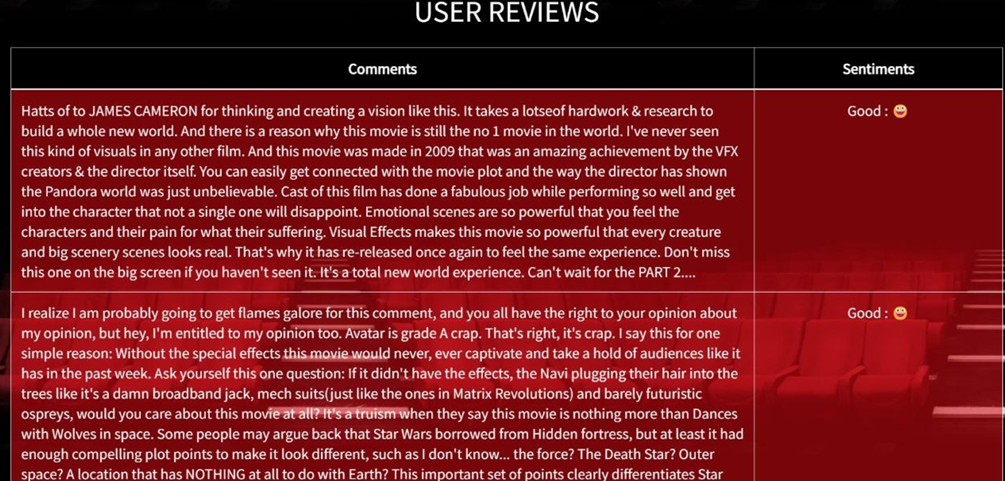 USER REVIEWS
Comments
Sentiments
Hatts of to JAMES CAMERON for thinking and creating a vision like this. It takes a lotseof hardwork & research to
build a whole new world. And there is a reason why this movie is still the no 1 movie in the world. I've never seen
this kind of visuals in any other film. And this movie was made in 2009 that was an amazing achievement by the VFX
creators & the director itself. You can easily get connected with the movie plot and the way the director has shown
the Pandora world was just unbelievable. Cast of this film has done a fabulous job while performing so well and get
into the character that not a single one will disappoint. Emotional scenes are so powerful that you feel the
characters and their pain for what their suffering. Visual Effects makes this movie so powerful that every creature
and big scenery scenes looks real. That's why it has re-released once again to feel the same experience. Don't miss
this one on the big screen if you haven't seen it. It's a total new world experience. Can't wait for the PART 2....
Good : 😀
I realize I am probably going to get flames galore for this comment, and you all have the right to your opinion about
my opinion, but hey, I'm entitled to my opinion too. Avatar is grade A crap. That's right, it's crap. I say this for one
simple reason: Without the special effects this movie would never, ever captivate and take a hold of audiences like it
has in the past week. Ask yourself this one question: If it didn't have the effects, the Navi plugging their hair into the
trees like it's a damn broadband jack, mech suits(just like the ones in Matrix Revolutions) and barely futuristic
ospreys, would you care about this movie at all? It's a truism when they say this movie is nothing more than Dances
with Wolves in space. Some people may argue back that Star Wars borrowed from Hidden fortress, but at least it had
enough compelling plot points to make it look different, such as I don't know... the force? The Death Star? Outer
space? A location that has NOTHING at all to do with Earth? This important set of points clearly differentiates Star
Good : 😀